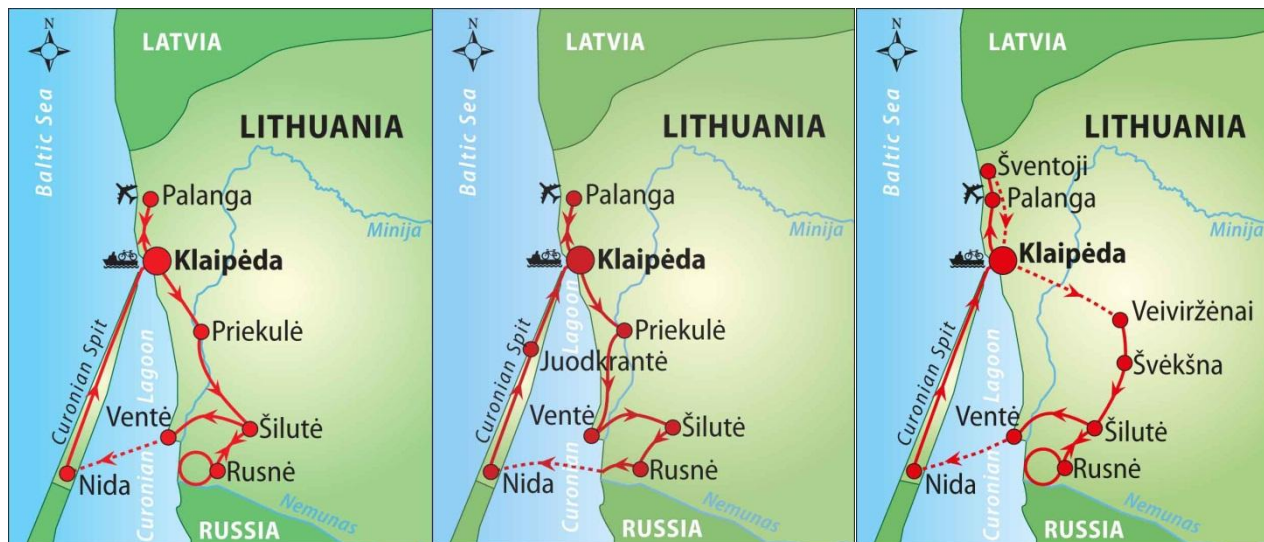 N
LATVIA
Baltic Sea
LITHUANIA
Palanga
Minija
Klaipėda
Priekulė
Curonian Spit
Curonian Lagoon
Ventė
Šilutė
Rusnė
Nida
Nemunas
RUSSIA
N
LATVIA
Baltic Sea
LITHUANIA
Palanga
Minija
Klaipėda
Priekulė
Juodkrantė
Curonian Spit
Curonian Lagoon
Ventė
Šilutė
Rusnė
Nida
Nemunas
RUSSIA
N
LATVIA
Baltic Sea
LITHUANIA
Šventoji
Palanga
Minija
Klaipėda
Veiviržėnai
Švėkšna
Curonian Spit
Curonian Lagoon
Ventė
Šilutė
Rusnė
Nida
Nemunas
RUSSIA